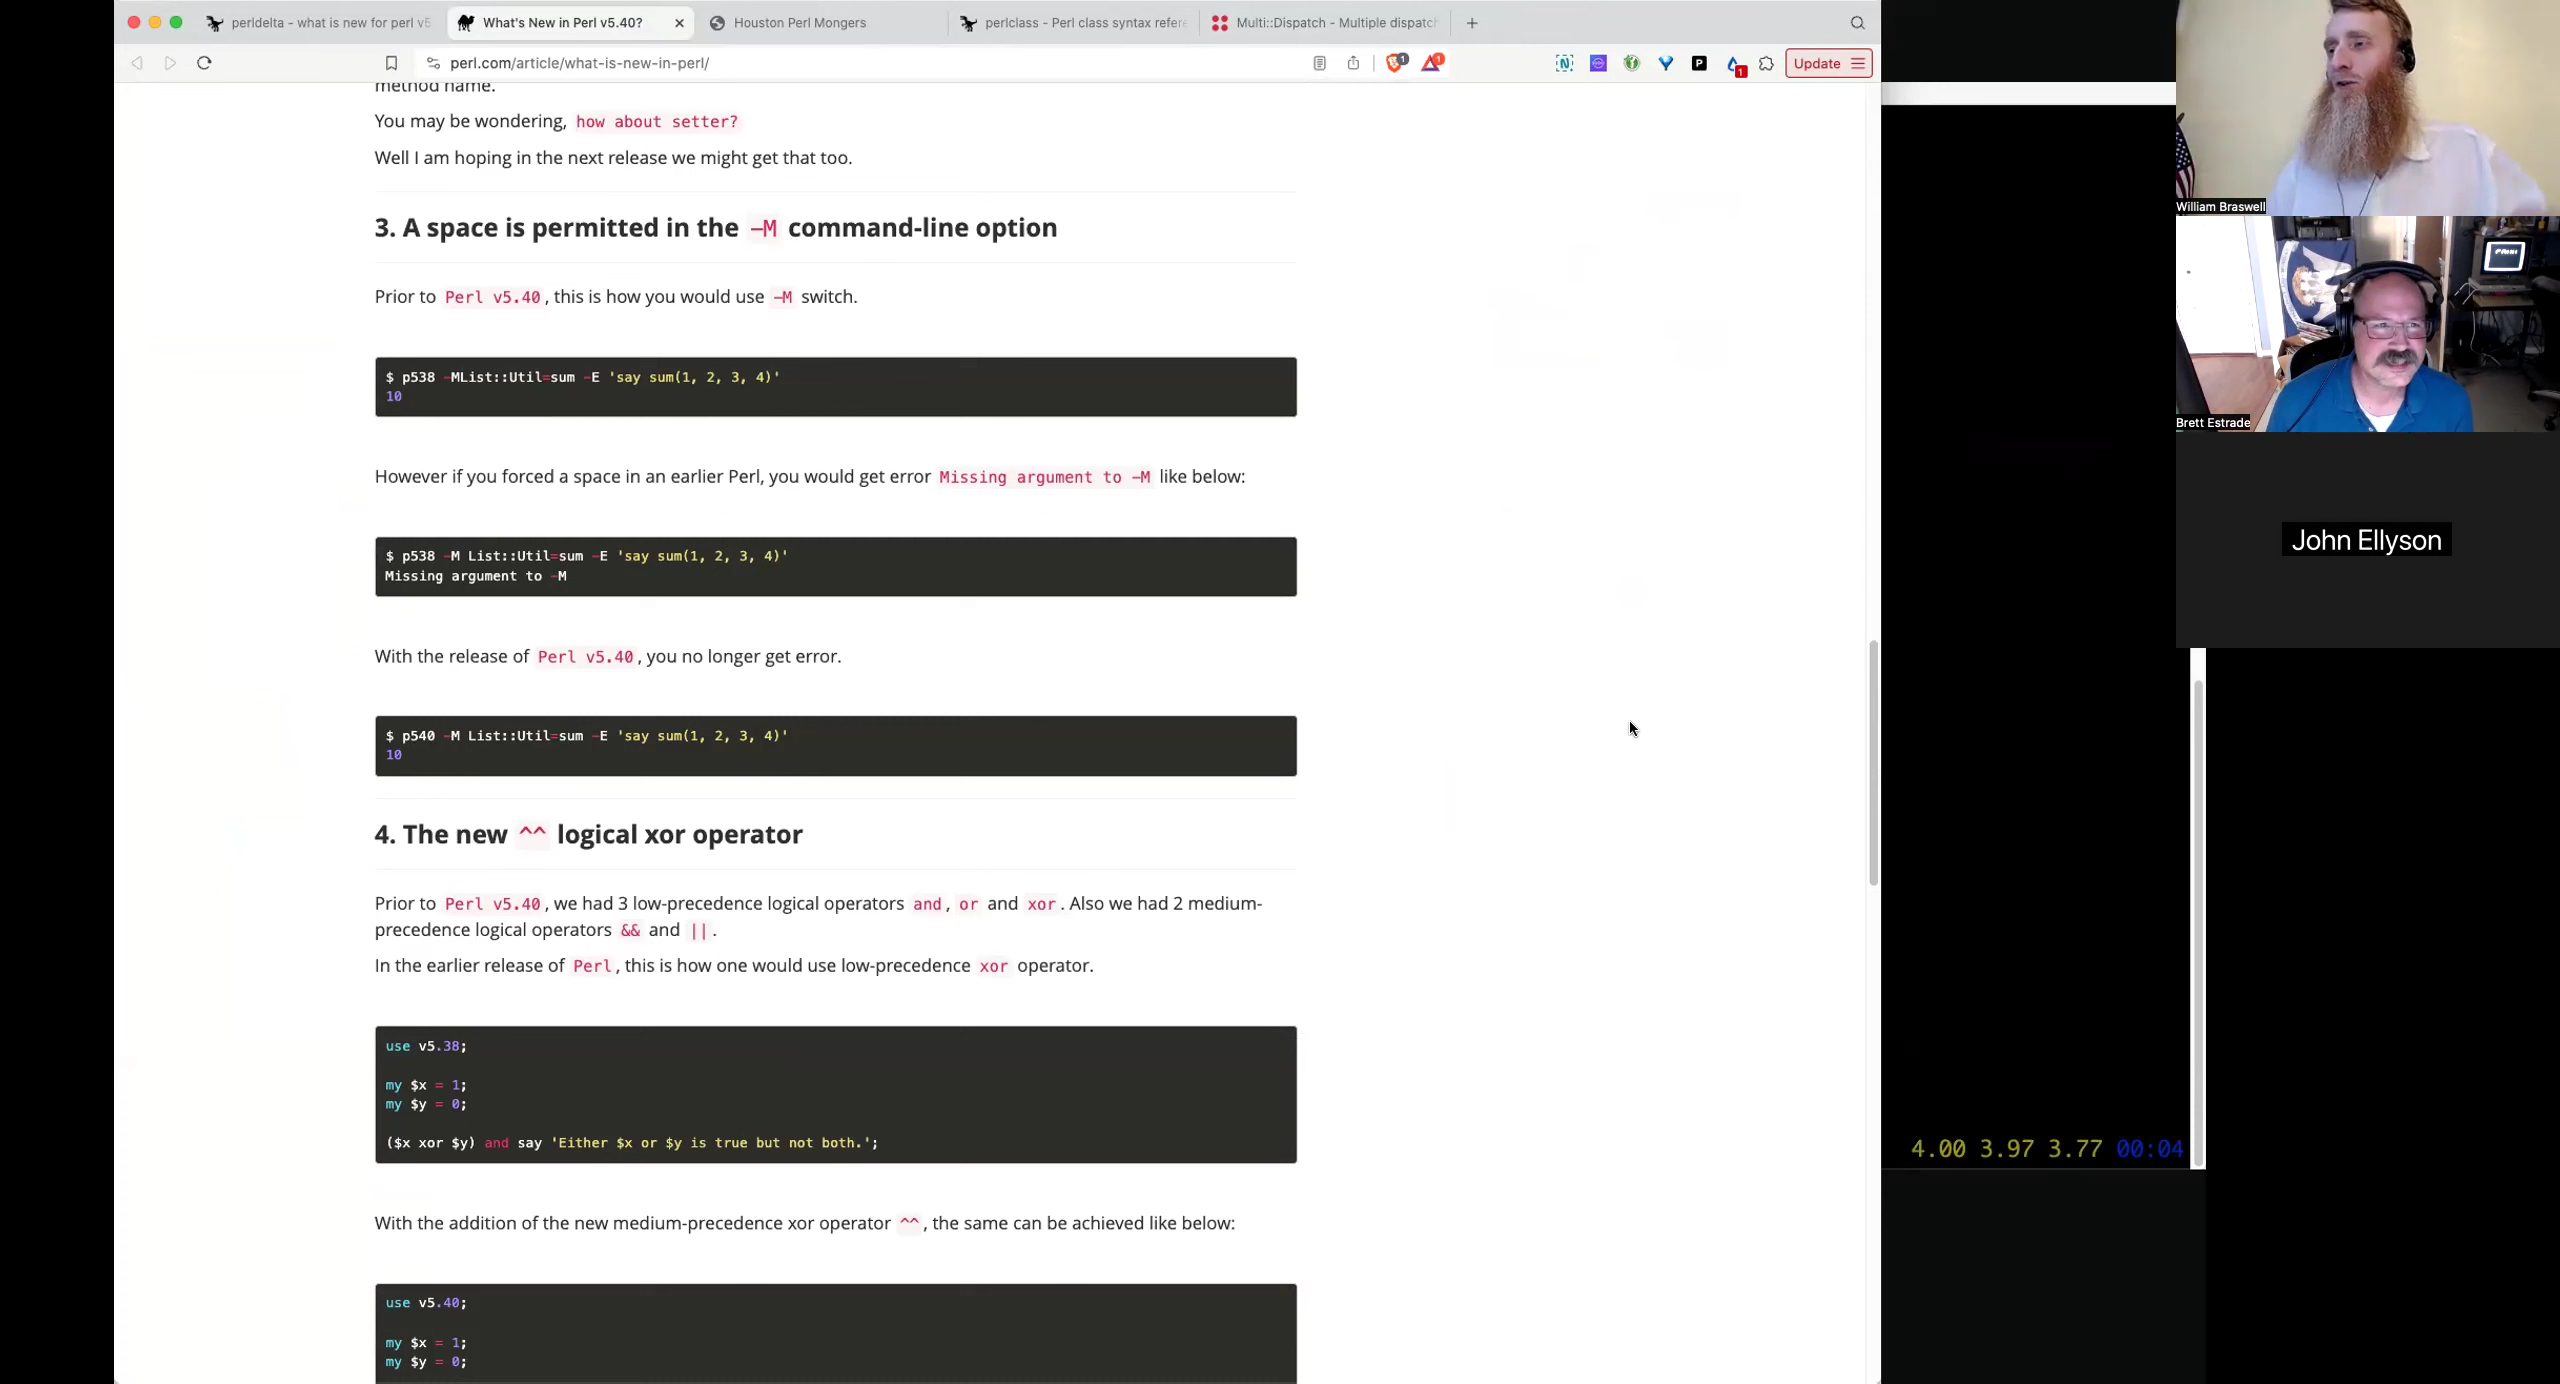 perldelta - what is new for perl v5
What's New in Perl v5.40?
Houston Perl Mongers
perlclass - Perl class syntax refere
Multi::Dispatch - Multiple dispatch
perl.com/article/what-is-new-in-perl/
1
1
1
Update
method name.
You may be wondering, how about setter?
Well I am hoping in the next release we might get that too.
3. A space is permitted in the -M command-line option
Prior to Perl v5.40, this is how you would use -M switch.
$ p538 -MList::Util=sum -E 'say sum(1, 2, 3, 4)'
10
However if you forced a space in an earlier Perl, you would get error Missing argument to -M like below:
$ p538 -M List::Util=sum -E 'say sum(1, 2, 3, 4)'
Missing argument to -M
With the release of Perl v5.40, you no longer get error.
$ p540 -M List::Util=sum -E 'say sum(1, 2, 3, 4)'
10
4. The new ^^ logical xor operator
Prior to Perl v5.40, we had 3 low-precedence logical operators and, or and xor. Also we had 2 medium-
precedence logical operators && and ||.
In the earlier release of Perl, this is how one would use low-precedence xor operator.
use v5.38;
my $x = 1;
my $y = 0;
($x xor $y) and say 'Either $x or $y is true but not both.';
With the addition of the new medium-precedence xor operator ^^, the same can be achieved like below:
use v5.40;
my $x = 1;
my $y = 0;
William Braswell
Brett Estrade
John Ellyson
4.00 3.97 3.77 00:04